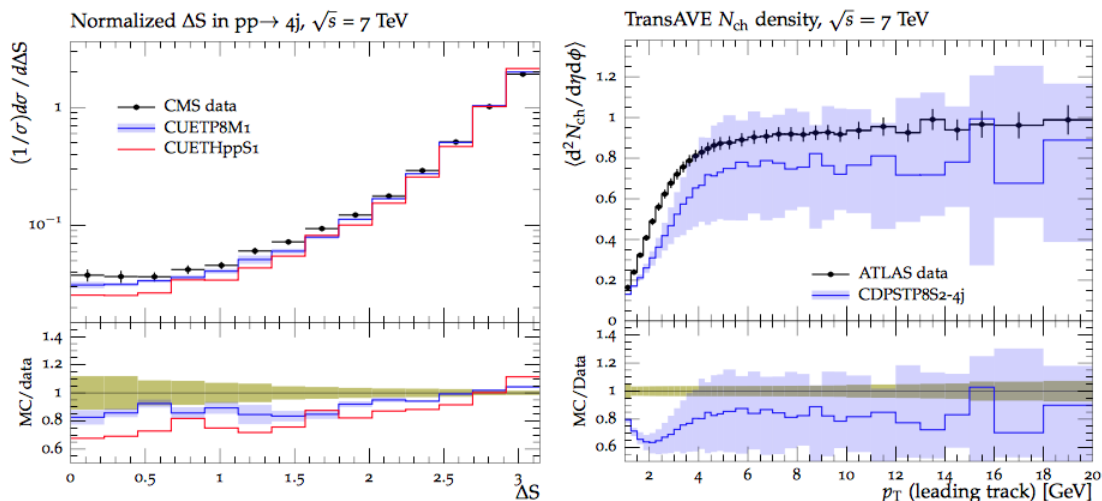 Normalized ΔS in pp→ 4j, √s = 7 TeV
(1/σ)dσ/dΔS
1
10⁻¹
CMS data
CUETP8M1
CUETHppS1
MC/data
1.4
1.2
1
0.8
0.6
0 0.5 1 1.5 2 2.5 3
ΔS
TransAVE N_ch density, √s = 7 TeV
⟨d²N_ch/dηdϕ⟩
1.2
1
0.8
0.6
0.4
0.2
0
ATLAS data
CDPSTP8S2-4j
MC/Data
1.4
1.2
1
0.8
0.6
2 4 6 8 10 12 14 16 18 20
p_T (leading track) [GeV]